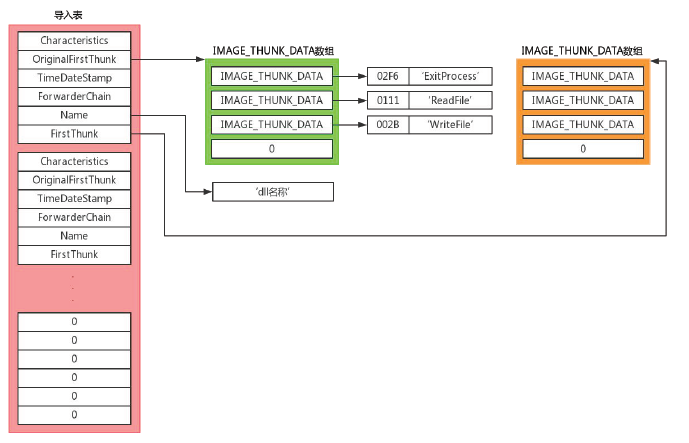 导入表
Characteristics
OriginalFirstThunk
TimeDateStamp
ForwarderChain
Name
FirstThunk
Characteristics
OriginalFirstThunk
TimeDateStamp
ForwarderChain
Name
FirstThunk
.
.
.
0
0
0
0
0
0
IMAGE_THUNK_DATA数组
IMAGE_THUNK_DATA
IMAGE_THUNK_DATA
IMAGE_THUNK_DATA
0
02F6 'ExitProcess'
0111 'ReadFile'
002B 'WriteFile'
'dll名称'
IMAGE_THUNK_DATA数组
IMAGE_THUNK_DATA
IMAGE_THUNK_DATA
IMAGE_THUNK_DATA
0